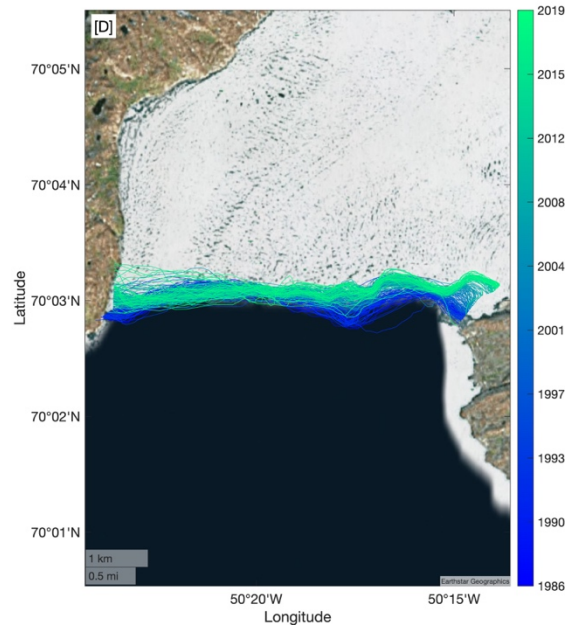 [D]
2019
2015
2012
2008
2004
2001
1997
1993
1990
1986
70°05'N
70°04'N
70°03'N
70°02'N
70°01'N
Latitude
1 km
0.5 mi
Earthstar Geographics
50°20'W
50°15'W
Longitude